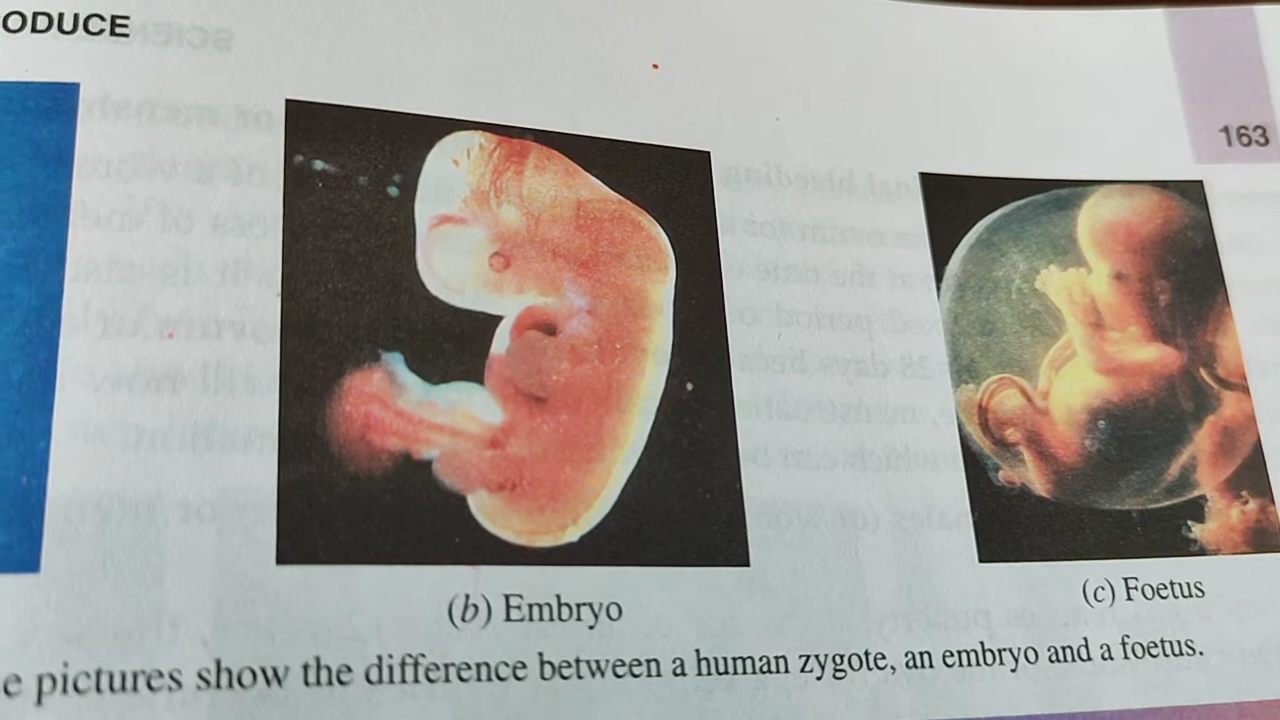 ODUCE
163
(b) Embryo
(c) Foetus
e pictures show the difference between a human zygote, an embryo and a foetus.